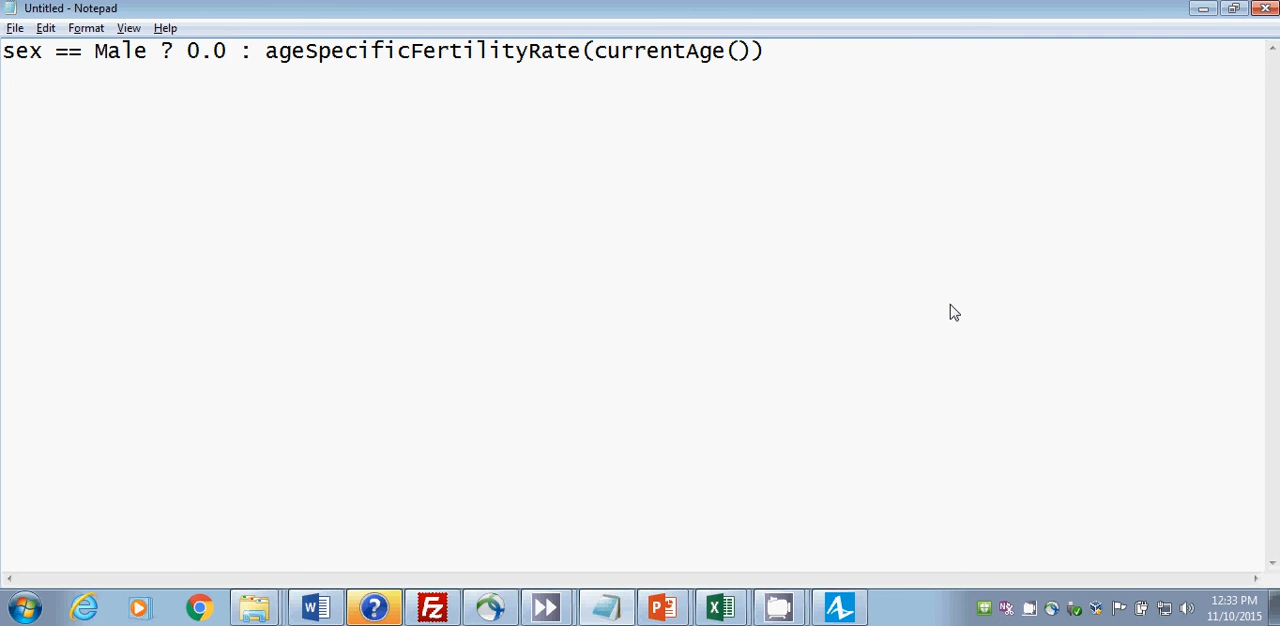 Untitled - Notepad
File Edit Format View Help
sex == Male ? 0.0 : ageSpecificFertilityRate(currentAge())
12:33 PM
11/10/2015